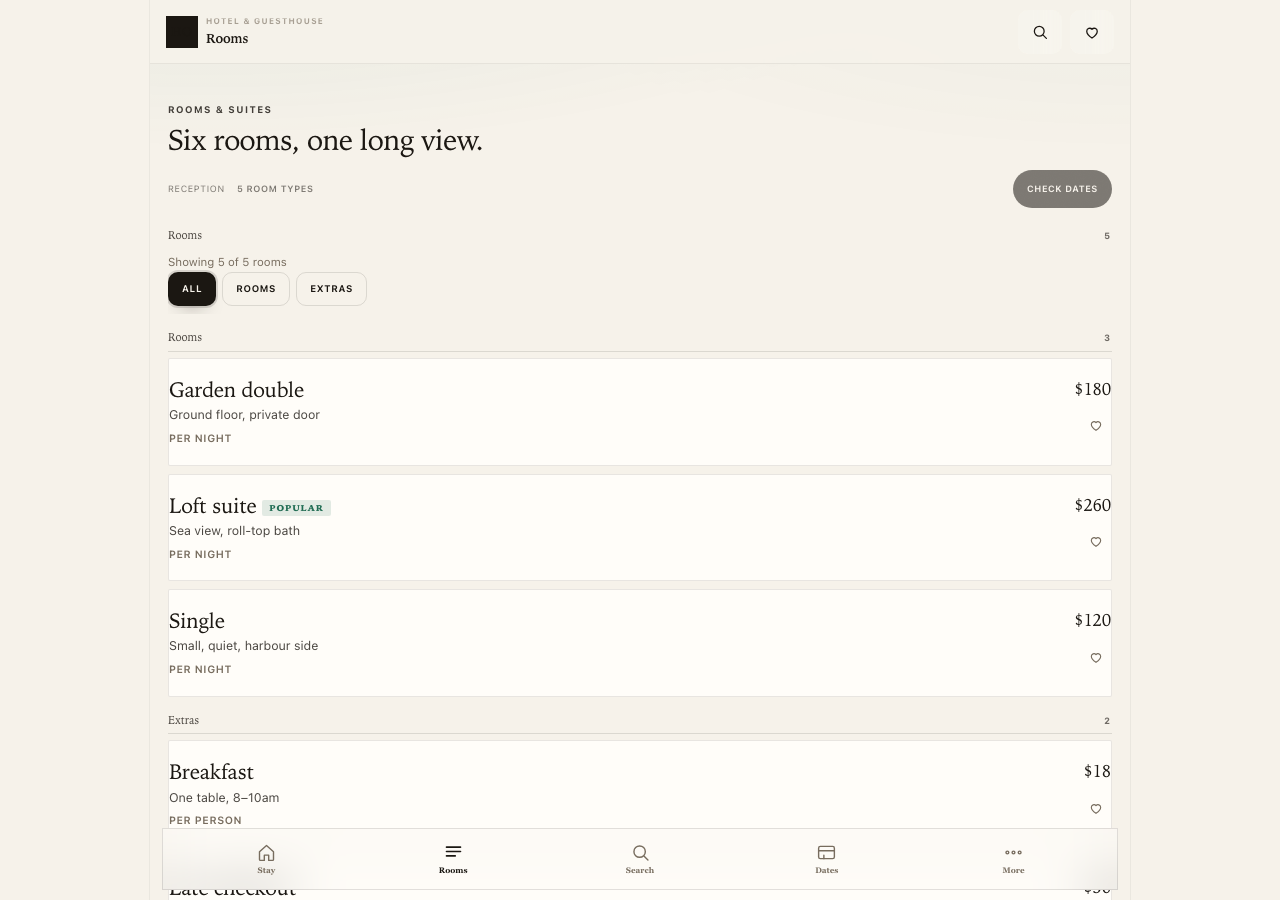 HOTEL & GUESTHOUSE
Rooms
ROOMS & SUITES
Six rooms, one long view.
RECEPTION 5 ROOM TYPES
CHECK DATES
Rooms 5
Showing 5 of 5 rooms
ALL ROOMS EXTRAS
Rooms 3
Garden double $180
Ground floor, private door
PER NIGHT
Loft suite POPULAR $260
Sea view, roll-top bath
PER NIGHT
Single $120
Small, quiet, harbour side
PER NIGHT
Extras 2
Breakfast $18
One table, 8–10am
PER PERSON
Stay Rooms Search Dates More
Late checkout